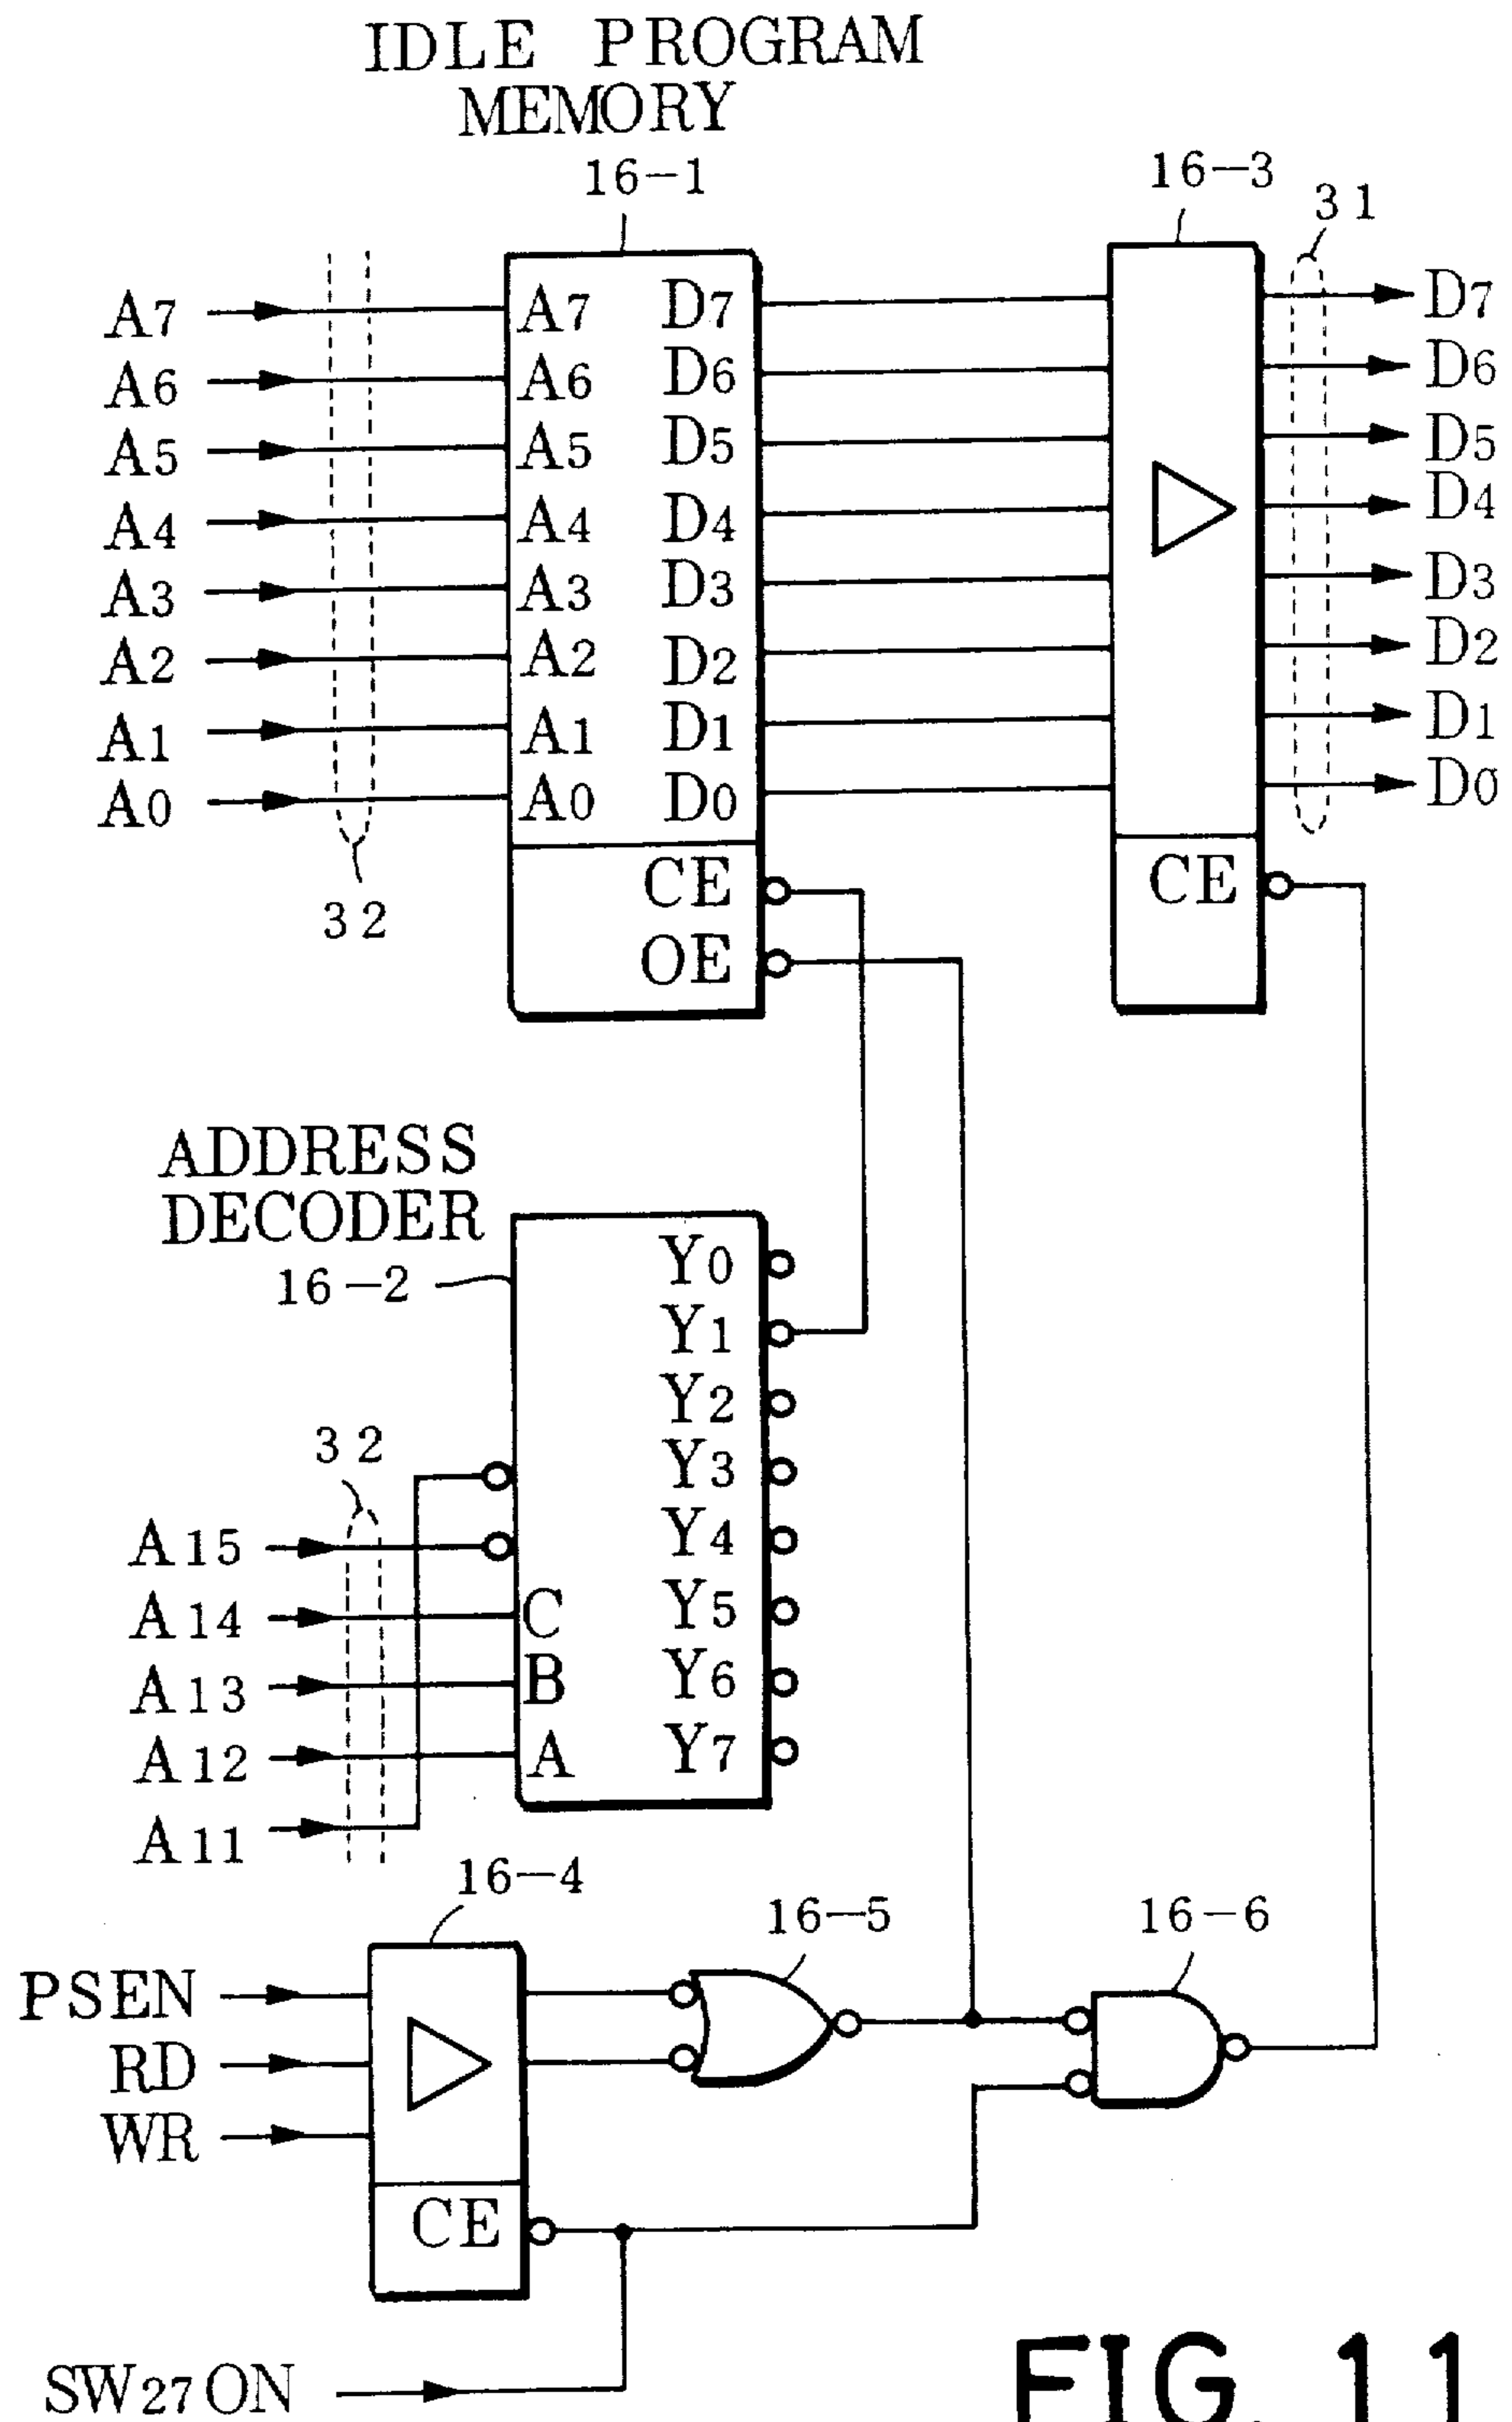 IDLE PROGRAM
MEMORY
16-1
16-3
31
A7
A7 D7
D7
A6
A6 D6
D6
A5
A5 D5
D5
A4
A4 D4
D4
A3
A3 D3
D3
A2
A2 D2
D2
A1
A1 D1
D1
A0
A0 D0
D0
CE
CE
OE
32
ADDRESS
DECODER
16-2
Y0
Y1
Y2
32
Y3
A15
Y4
A14
C Y5
A13
B Y6
A12
A Y7
A11
16-4
16-5
16-6
PSEN
RD
WR
CE
SW27ON
FIG. 11